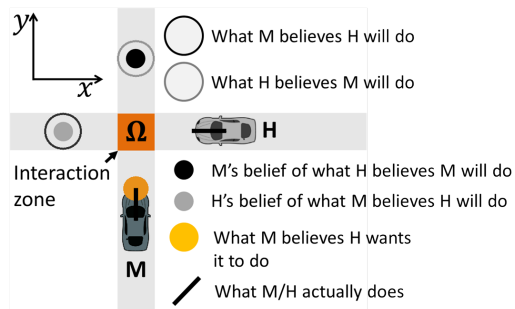 y
x
What M believes H will do
What H believes M will do
Ω
H
Interaction
zone
M's belief of what H believes M will do
H's belief of what M believes H will do
What M believes H wants
it to do
M
What M/H actually does